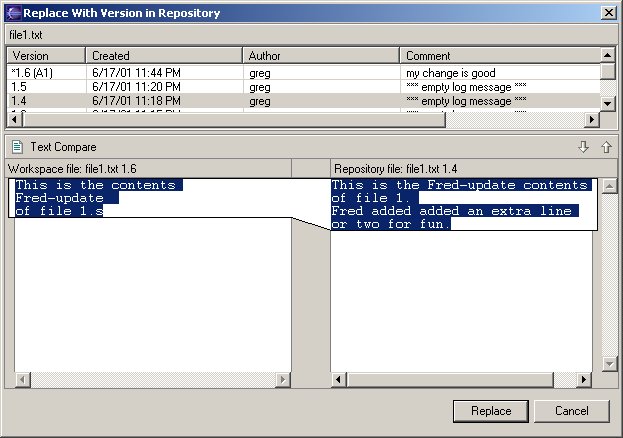 Replace With Version in Repository
file1.txt
Version Created Author Comment
*1.6 (A1) 6/17/01 11:44 PM greg my change is good
1.5 6/17/01 11:20 PM greg *** empty log message ***
1.4 6/17/01 11:18 PM greg *** empty log message ***
Text Compare
Workspace file: file1.txt 1.6 Repository file: file1.txt 1.4
This is the contents
Fred-update
of file 1.s
This is the Fred-update contents
of file 1.
Fred added added an extra line
or two for fun.
Replace Cancel